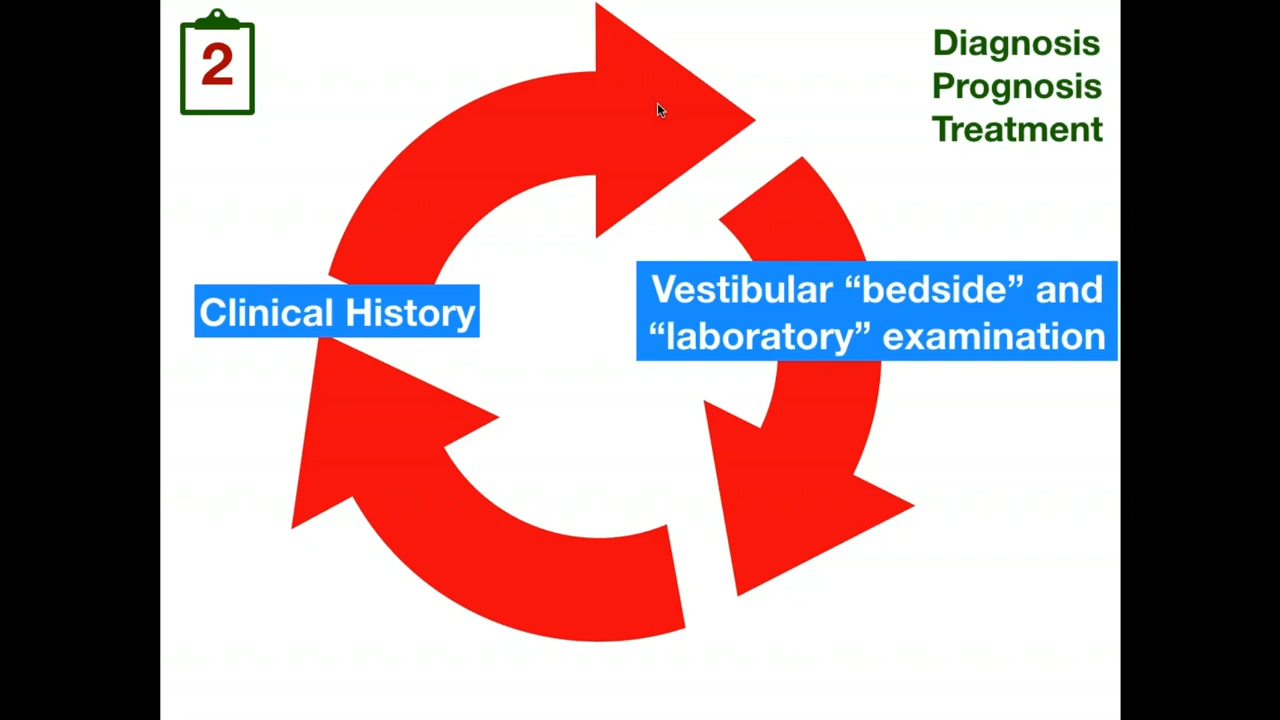 2
Diagnosis
Prognosis
Treatment
Clinical History
Vestibular “bedside” and
“laboratory” examination